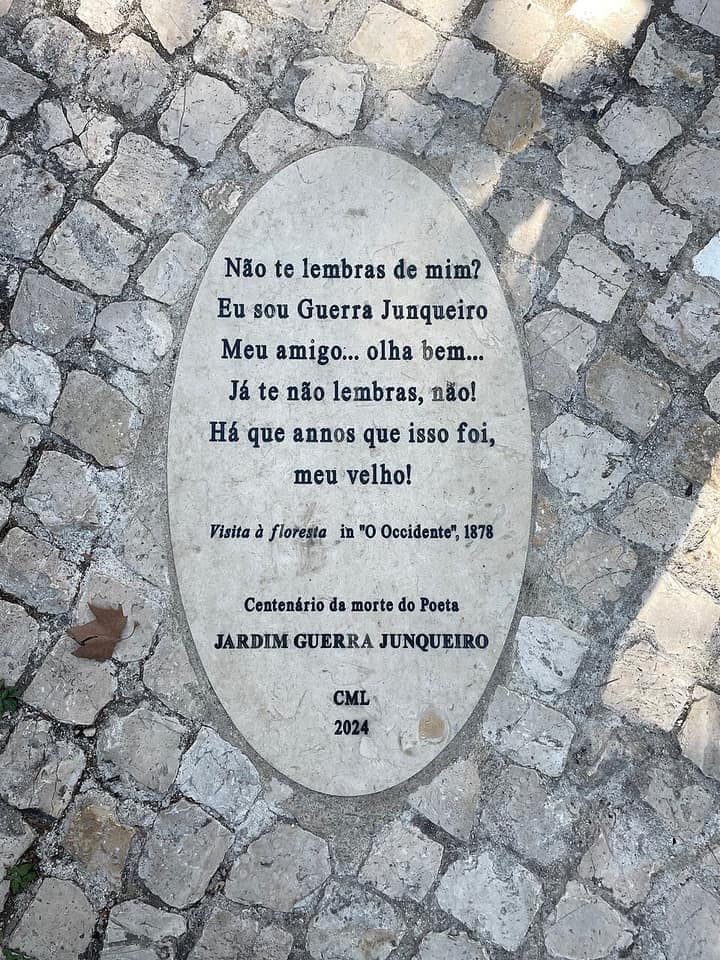 Não te lembras de mim?
Eu sou Guerra Junqueiro
Meu amigo... olha bem...
Já te não lembras, não!
Há que annos que isso foi,
meu velho!
Visita à floresta in "O Occidente", 1878
Centenário da morte do Poeta
JARDIM GUERRA JUNQUEIRO
CML
2024